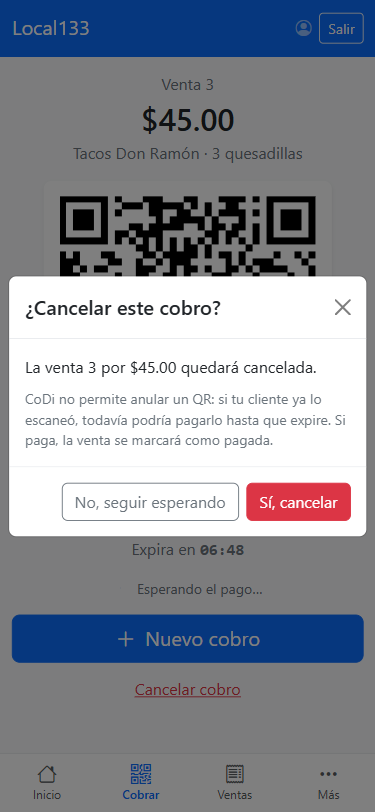 Local133
Salir
Venta 3
$45.00
Tacos Don Ramón · 3 quesadillas
¿Cancelar este cobro?
La venta 3 por $45.00 quedará cancelada.
CoDi no permite anular un QR: si tu cliente ya lo
escaneó, todavía podría pagarlo hasta que expire. Si
paga, la venta se marcará como pagada.
No, seguir esperando
Sí, cancelar
Expira en 06:48
Esperando el pago...
+ Nuevo cobro
Cancelar cobro
Inicio
Cobrar
Ventas
Más